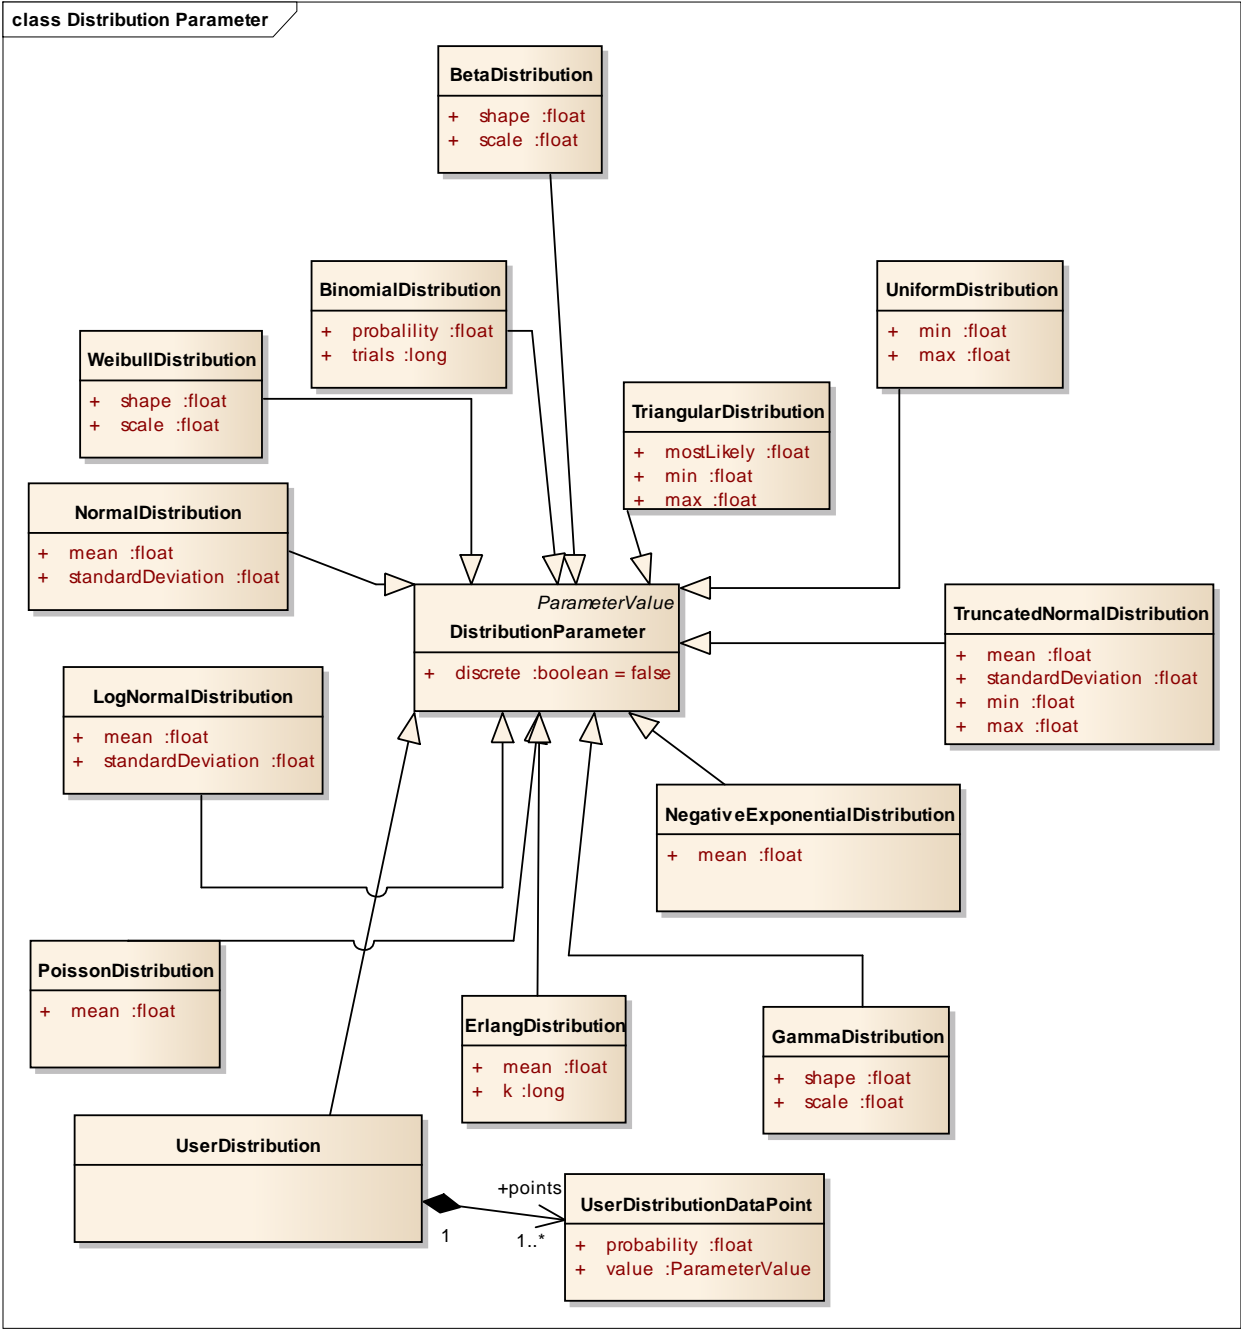 class Distribution Parameter
BetaDistribution
+ shape :float
+ scale :float
BinomialDistribution
+ probalility :float
+ trials :long
UniformDistribution
+ min :float
+ max :float
WeibullDistribution
+ shape :float
+ scale :float
TriangularDistribution
+ mostLikely :float
+ min :float
+ max :float
NormalDistribution
+ mean :float
+ standardDeviation :float
ParameterValue
DistributionParameter
+ discrete :boolean = false
TruncatedNormalDistribution
+ mean :float
+ standardDeviation :float
+ min :float
+ max :float
LogNormalDistribution
+ mean :float
+ standardDeviation :float
NegativeExponentialDistribution
+ mean :float
PoissonDistribution
+ mean :float
ErlangDistribution
+ mean :float
+ k :long
GammaDistribution
+ shape :float
+ scale :float
UserDistribution
+points
1
1..*
UserDistributionDataPoint
+ probability :float
+ value :ParameterValue